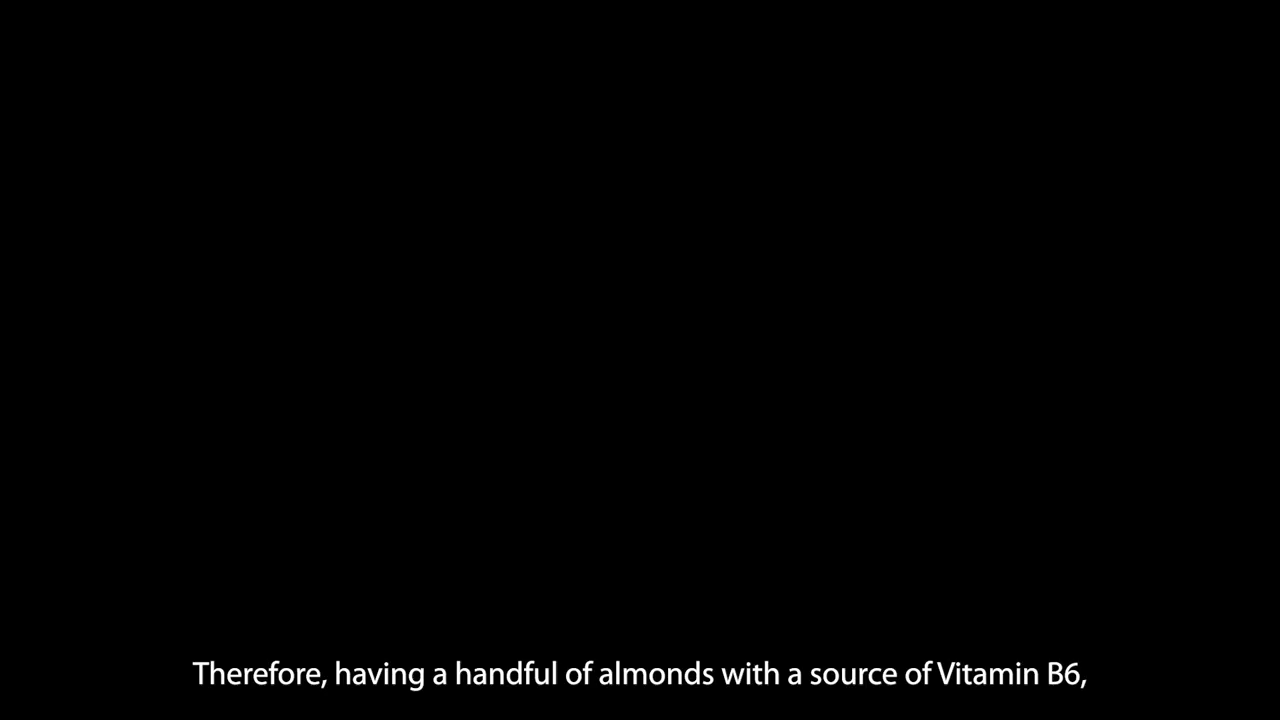 Therefore, having a handful of almonds with a source of Vitamin B6,